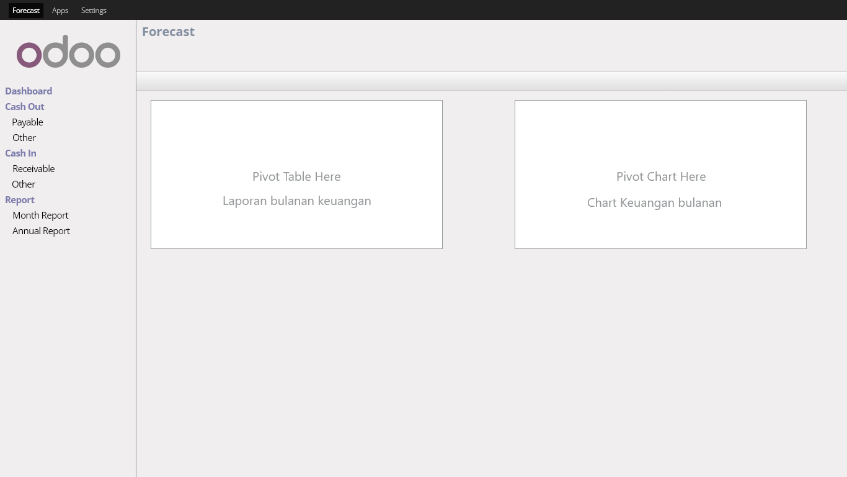 Forecast Apps Settings
odoo
Forecast
Dashboard
Cash Out
Payable
Other
Cash In
Receivable
Other
Report
Month Report
Annual Report
Pivot Table Here
Laporan bulanan keuangan
Pivot Chart Here
Chart Keuangan bulanan